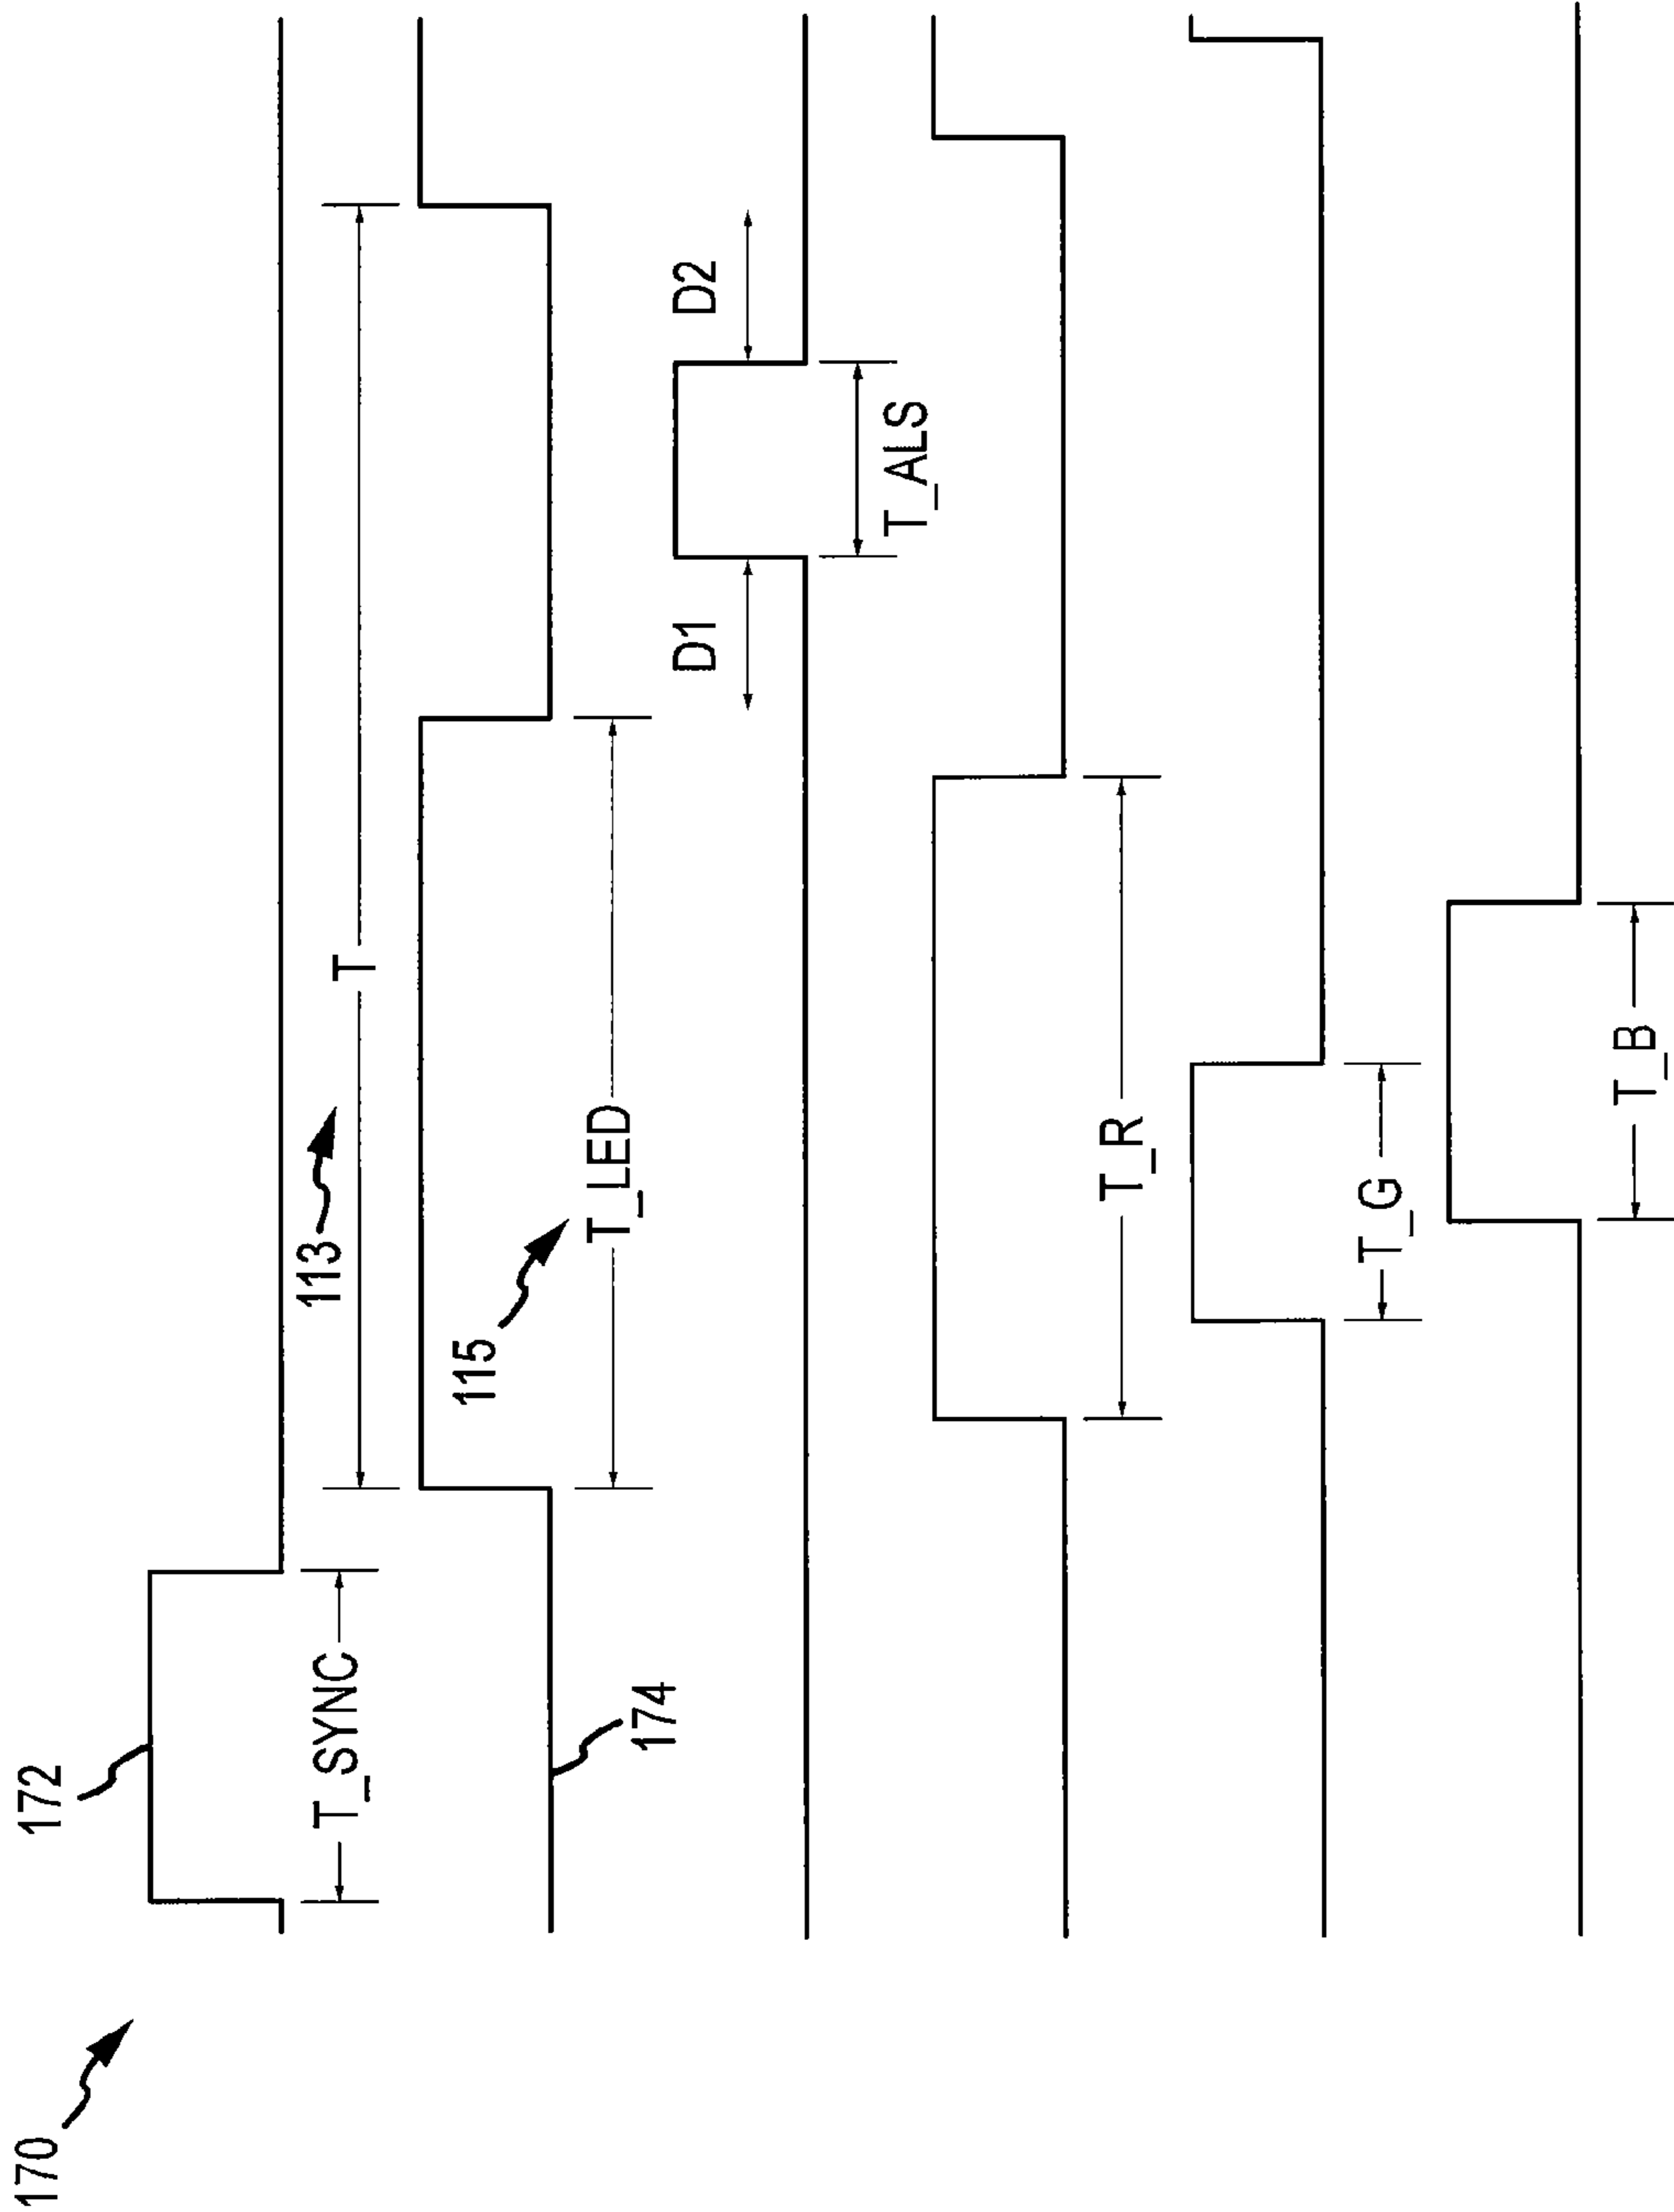 170
172
T_SYNC
113
T
174
115
T_LED
D1
D2
T_ALS
T_R
T_G
T_B